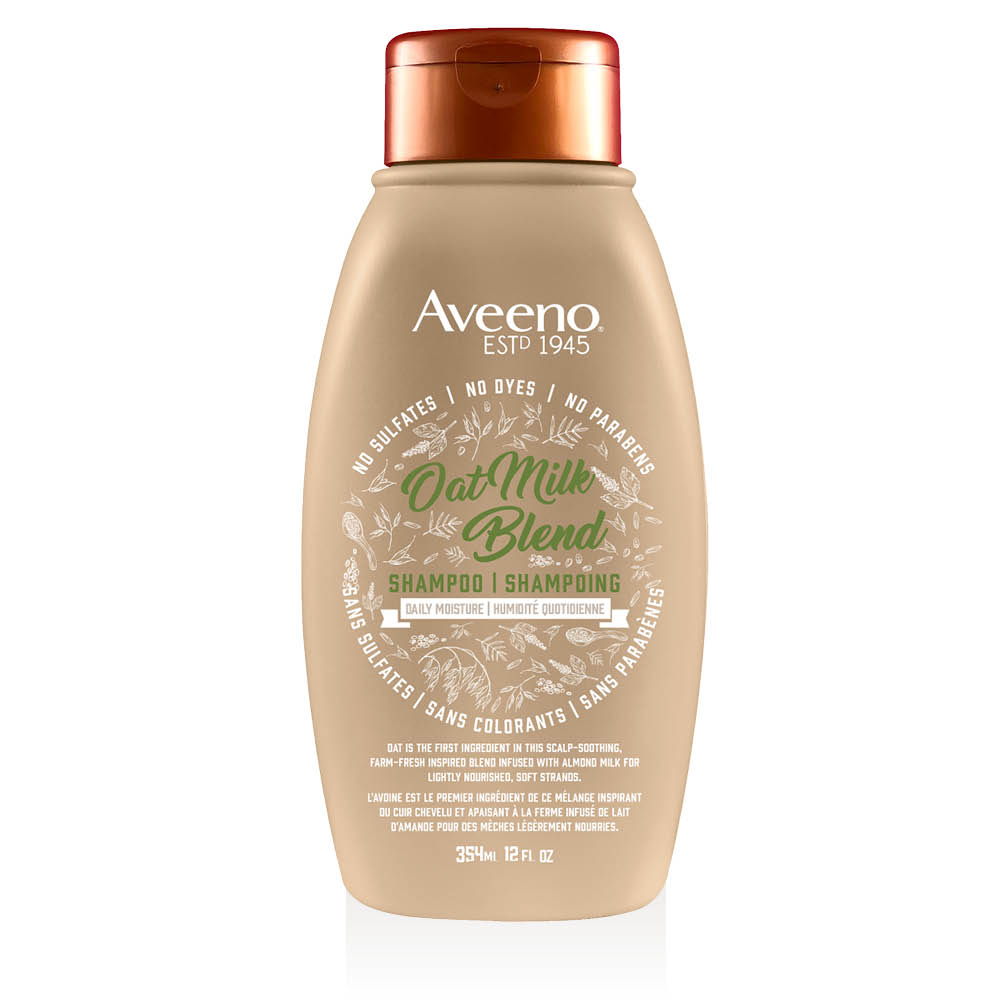 Aveeno®
ESTD 1945
NO SULFATES | NO DYES | NO PARABENS
Oat Milk
Blend
SHAMPOO | SHAMPOING
DAILY MOISTURE | HUMIDITÉ QUOTIDIENNE
SANS SULFATES | SANS COLORANTS | SANS PARABÈNES
OAT IS THE FIRST INGREDIENT IN THIS SCALP-SOOTHING,
FARM-FRESH INSPIRED BLEND INFUSED WITH ALMOND MILK FOR
LIGHTLY NOURISHED, SOFT STRANDS.
L'AVOINE EST LE PREMIER INGRÉDIENT DE CE MÉLANGE INSPIRANT
DU CUIR CHEVELU ET APAISANT À LA FERME INFUSÉ DE LAIT
D'AMANDE POUR DES MÈCHES LÉGÈREMENT NOURRIES.
354ML 12 FL OZ